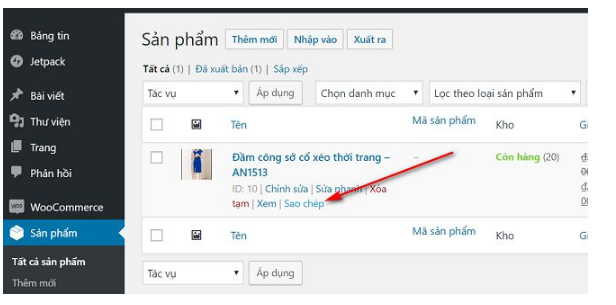 Bảng tin
Jetpack
Bài viết
Thư viện
Trang
Phản hồi
WOO
WooCommerce
Sản phẩm
Tất cả sản phẩm
Thêm mới
Sản phẩm Thêm mới Nhập vào Xuất ra
Tất cả (1) | Đã xuất bản (1) | Sắp xếp
Tác vụ Áp dụng Chọn danh mục Lọc theo loại sản phẩm
Tên Mã sản phẩm Kho Gi
Đầm công sở cổ xéo thời trang – – Còn hàng (20)
AN1513
ID: 10 | Chỉnh sửa | Sửa nhanh | Xóa
tạm | Xem | Sao chép
Tên Mã sản phẩm Kho Gi
Tác vụ Áp dụng